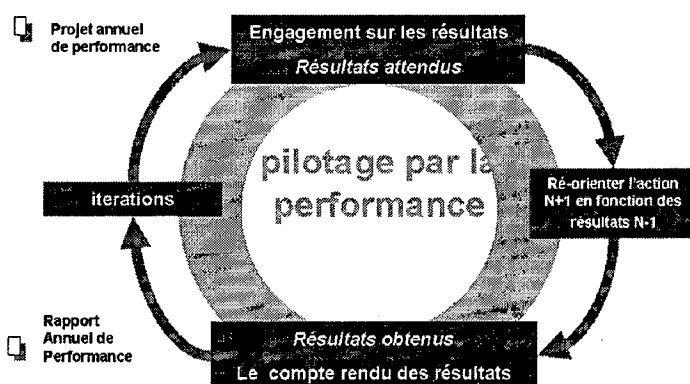 Projet annuel
de performance
Engagement sur les résultats
Résultats attendus
pilotage par la
performance
iterations
Ré-orienter l'action
N+1 en fonction des
résultats N-1
Rapport
Annuel de
Performance
Résultats obtenus
Le compte rendu des résultats